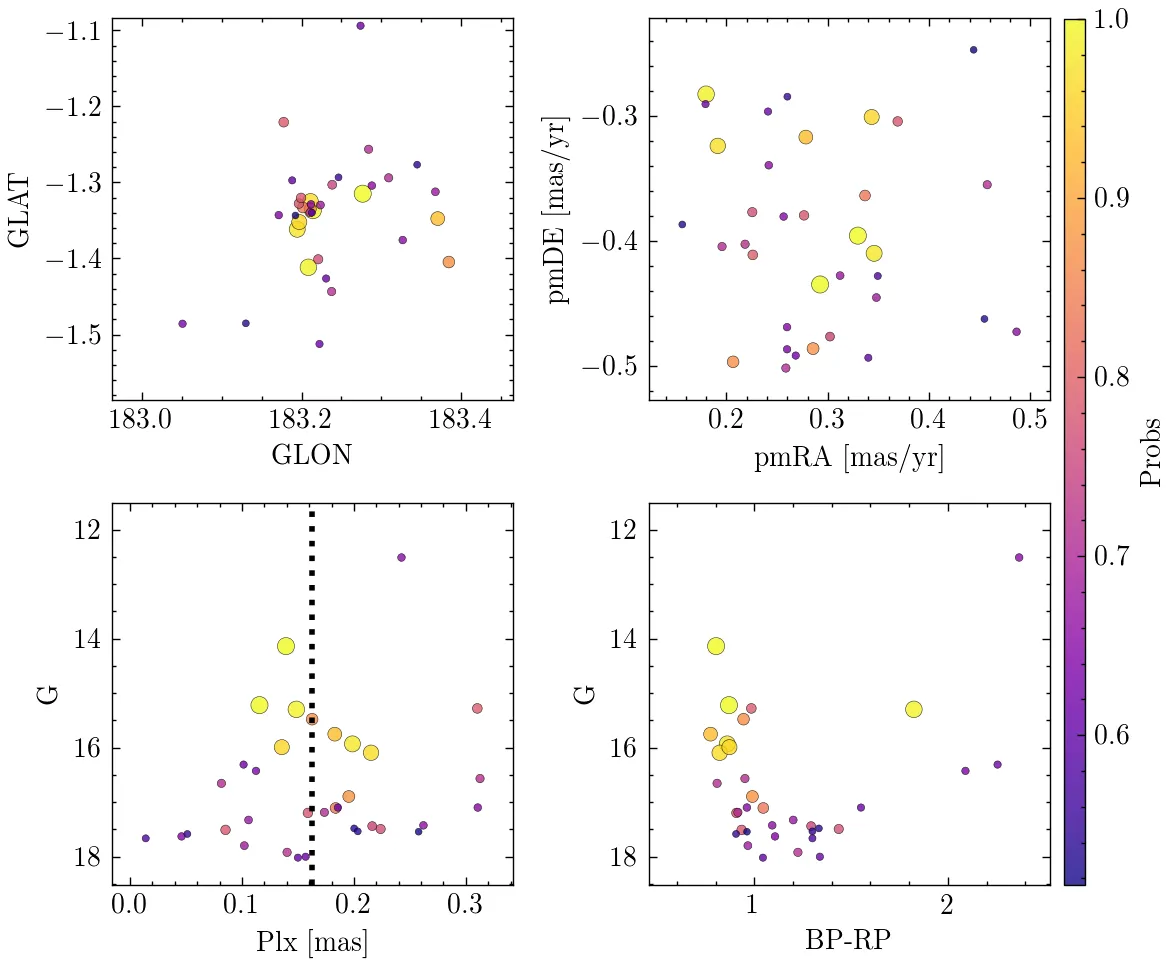 −1.1
−1.2
−1.3
−1.4
−1.5
GLAT
183.0 183.2 183.4
GLON
−0.3
−0.4
−0.5
pmDE [mas/yr]
0.2 0.3 0.4 0.5
pmRA [mas/yr]
1.0
0.9
0.8
0.7
0.6
Probs
12
14
16
18
G
0.0 0.1 0.2 0.3
Plx [mas]
12
14
16
18
G
1 2
BP-RP